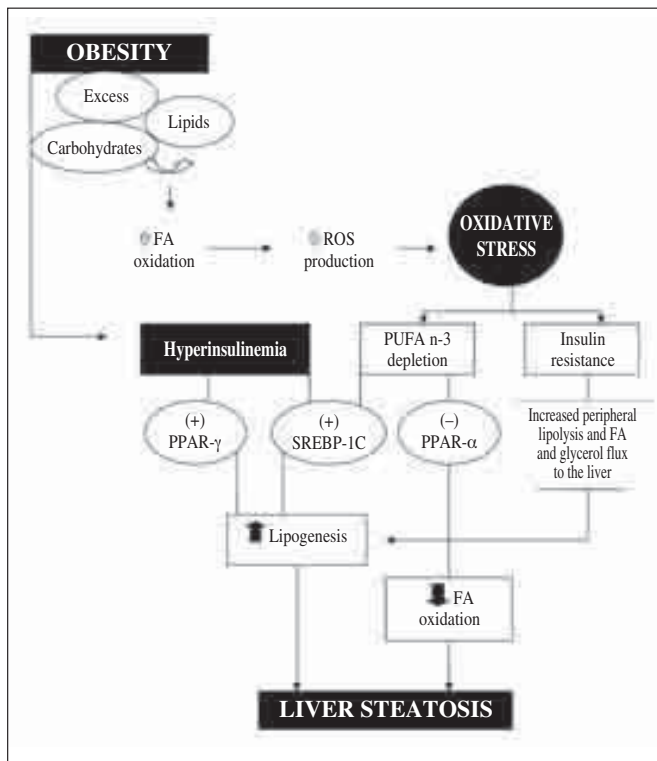 OBESITY
Excess
Lipids
Carbohydrates
FA
oxidation
ROS
production
OXIDATIVE
STRESS
Hyperinsulinemia
PUFA n-3
depletion
Insulin
resistance
(+)
PPAR-γ
(+)
SREBP-1C
(–)
PPAR-α
Increased peripheral
lipolysis and FA
and glycerol flux
to the liver
Lipogenesis
FA
oxidation
LIVER STEATOSIS